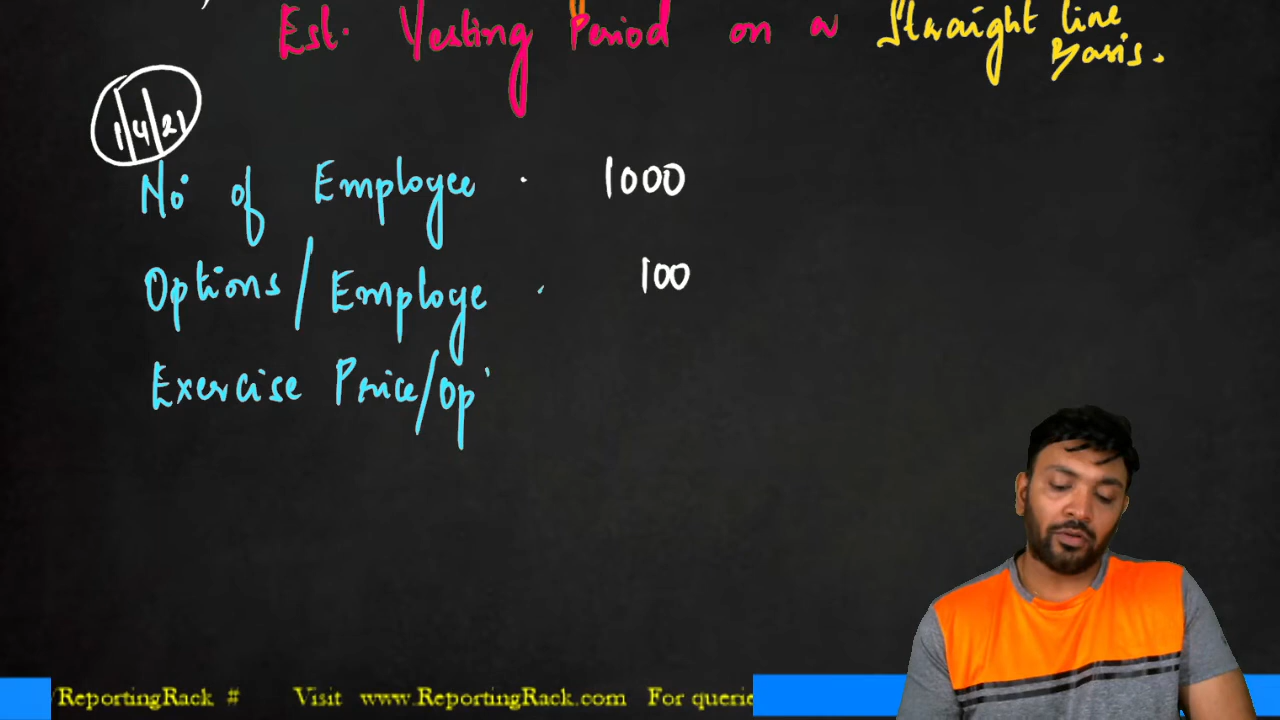 Est. Vesting Period on a Straight line
Basis.
1/4/21
No of Employee . 1000
Options/Employe . 100
Exercise Price/Op
/ReportingRack # Visit www.ReportingRack.com For querie